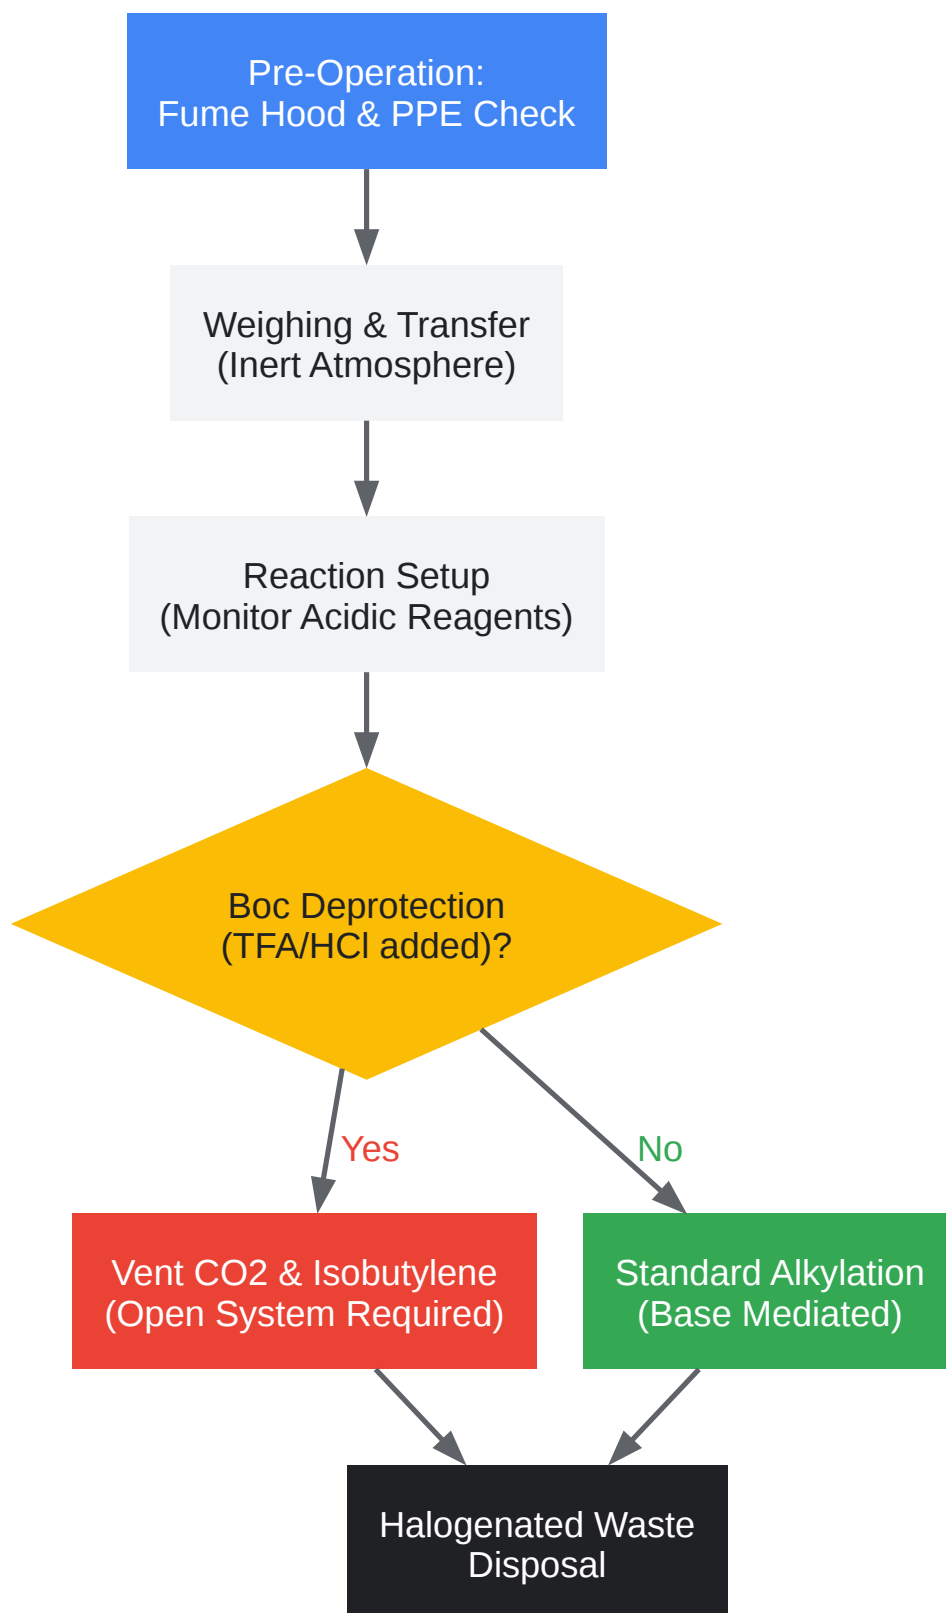 Pre-Operation:
Fume Hood & PPE Check
Weighing & Transfer
(Inert Atmosphere)
Reaction Setup
(Monitor Acidic Reagents)
Boc Deprotection
(TFA/HCl added)?
Yes
No
Vent CO2 & Isobutylene
(Open System Required)
Standard Alkylation
(Base Mediated)
Halogenated Waste
Disposal